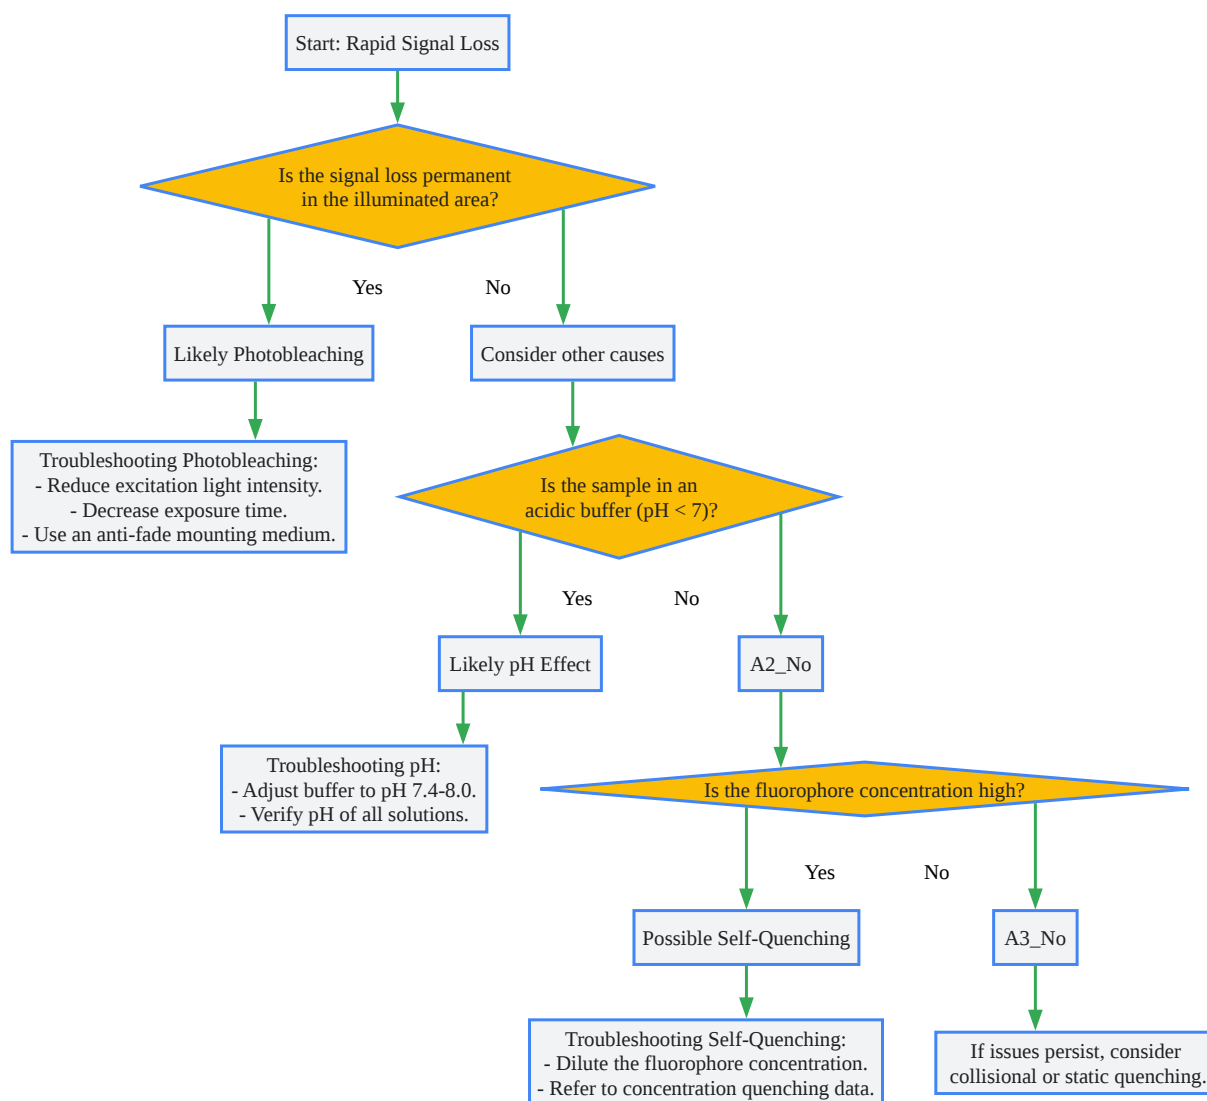 Start: Rapid Signal Loss
Is the signal loss permanent
in the illuminated area?
Yes
No
Likely Photobleaching
Consider other causes
Troubleshooting Photobleaching:
- Reduce excitation light intensity.
- Decrease exposure time.
- Use an anti-fade mounting medium.
Is the sample in an
acidic buffer (pH < 7)?
Yes
No
Likely pH Effect
A2_No
Troubleshooting pH:
- Adjust buffer to pH 7.4-8.0.
- Verify pH of all solutions.
Is the fluorophore concentration high?
Yes
No
Possible Self-Quenching
A3_No
Troubleshooting Self-Quenching:
- Dilute the fluorophore concentration.
- Refer to concentration quenching data.
If issues persist, consider
collisional or static quenching.